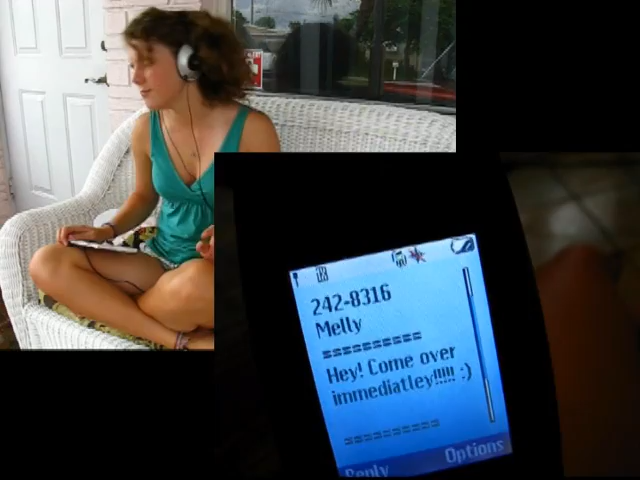 242-8316
Melly
==========
Hey! Come over
immediatley!!!!! :)
==========
Reply
Options